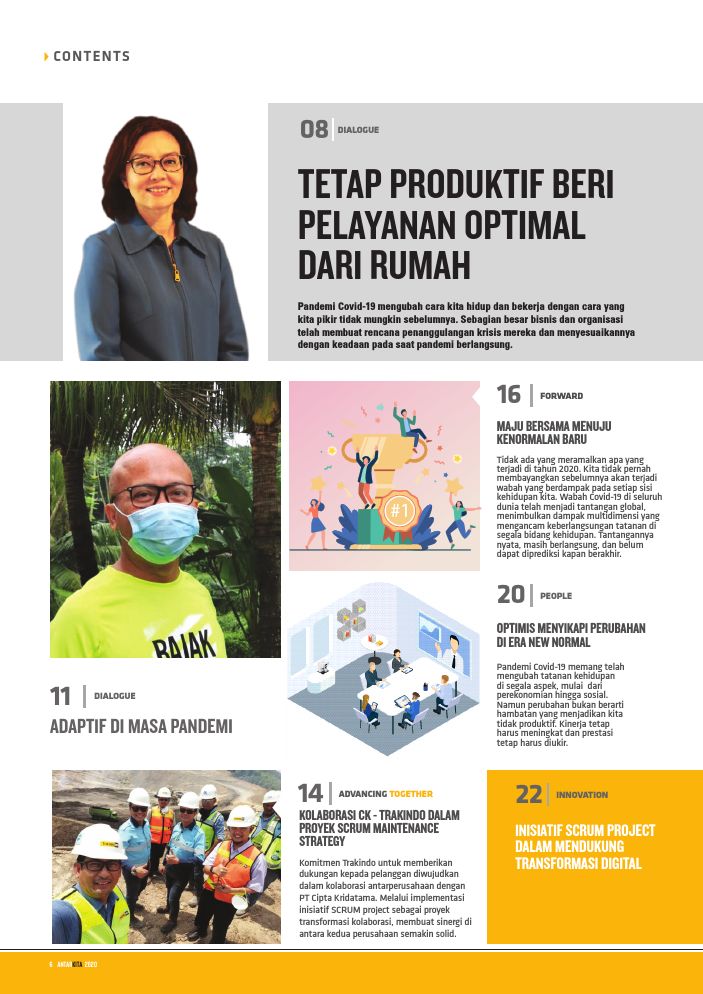 CONTENTS
08 DIALOGUE
TETAP PRODUKTIF BERI
PELAYANAN OPTIMAL
DARI RUMAH
Pandemi Covid-19 mengubah cara kita hidup dan bekerja dengan cara yang
kita pikir tidak mungkin sebelumnya. Sebagian besar bisnis dan organisasi
telah membuat rencana penanggulangan krisis mereka dan menyesuaikannya
dengan keadaan pada saat pandemi berlangsung.
#1
BAJAK
11 DIALOGUE
ADAPTIF DI MASA PANDEMI
16 FORWARD
MAJU BERSAMA MENUJU
KENORMALAN BARU
Tidak ada yang meramalkan apa yang
terjadi di tahun 2020. Kita tidak pernah
membayangkan sebelumnya akan terjadi
wabah yang berdampak pada setiap sisi
kehidupan kita. Wabah Covid-19 di seluruh
dunia telah menjadi tantangan global,
menimbulkan dampak multidimensi yang
mengancam keberlangsungan tatanan di
segala bidang kehidupan. Tantangannya
nyata, masih berlangsung, dan belum
dapat diprediksi kapan berakhir.
20 PEOPLE
OPTIMIS MENYIKAPI PERUBAHAN
DI ERA NEW NORMAL
Pandemi Covid-19 memang telah
mengubah tatanan kehidupan
di segala aspek, mulai dari
perekonomian hingga sosial.
Namun perubahan bukan berarti
hambatan yang menjadikan kita
tidak produktif. Kinerja tetap
harus meningkat dan prestasi
tetap harus diukir.
14 ADVANCING TOGETHER
KOLABORASI CK - TRAKINDO DALAM
PROYEK SCRUM MAINTENANCE
STRATEGY
Komitmen Trakindo untuk memberikan
dukungan kepada pelanggan diwujudkan
dalam kolaborasi antarperusahaan dengan
PT Cipta Kridatama. Melalui implementasi
inisiatif SCRUM project sebagai proyek
transformasi kolaborasi, membuat sinergi di
antara kedua perusahaan semakin solid.
22 INNOVATION
INISIATIF SCRUM PROJECT
DALAM MENDUKUNG
TRANSFORMASI DIGITAL
6 ANTARKITA 2020